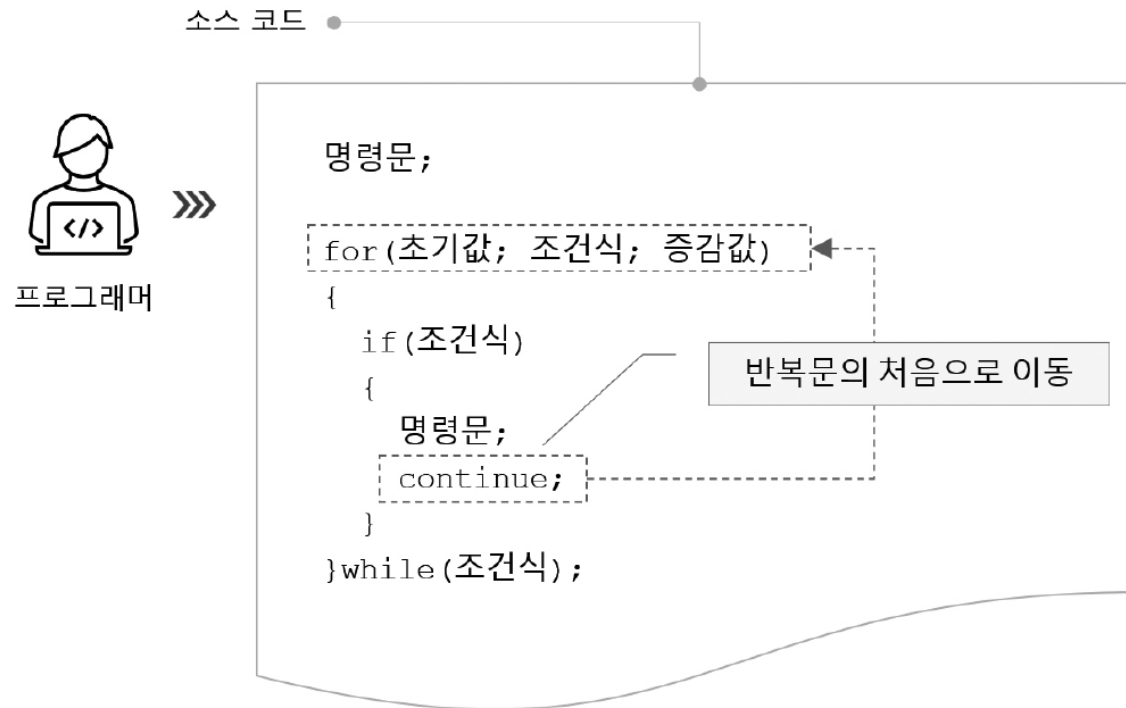 소스 코드
명령문;
</>
프로그래머
for(초기값; 조건식; 증감값)
{
if(조건식)
{
반복문의 처음으로 이동
명령문;
continue;
}
}while(조건식);